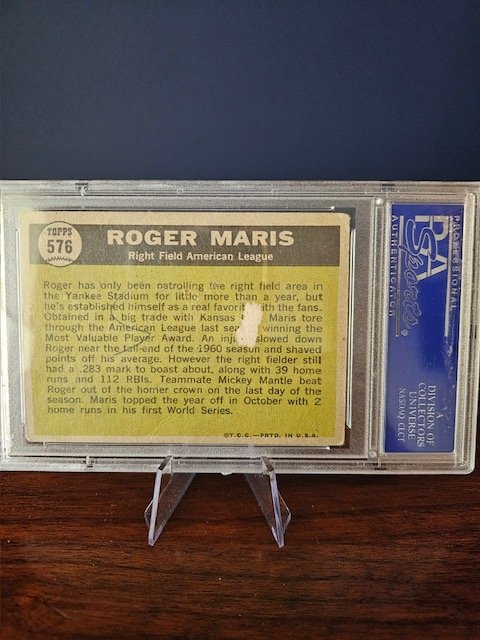 TOPPS
576
ROGER MARIS
Right Field American League
Roger has only been patrolling the right field area in
the Yankee Stadium for little more than a year, but
he's established himself as a real favorite with the fans.
Obtained in a big trade with Kansas Maris tore
through the American League last season winning the
Most Valuable Player Award. An injury slowed down
Roger near the tail-end of the 1960 season and shaved
points off his average. However the right fielder still
had a .283 mark to boast about, along with 39 home
runs and 112 RBIs. Teammate Mickey Mantle beat
Roger out of the homer crown on the last day of the
season. Maris topped the year off in October with 2
home runs in his first World Series.
©T.C.G.—PRTD. IN U.S.A.
PROFESSIONAL
PSA
Sports
AUTHENTICATOR
A
DIVISION OF
COLLECTORS
UNIVERSE
NASDAQ: CLCT